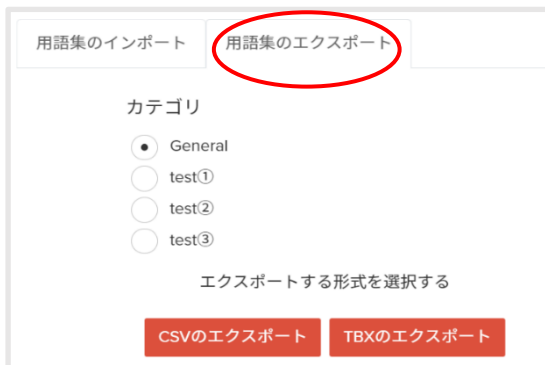 用語集のインポート 用語集のエクスポート
カテゴリ
General
test①
test②
test③
エクスポートする形式を選択する
CSVのエクスポート TBXのエクスポート